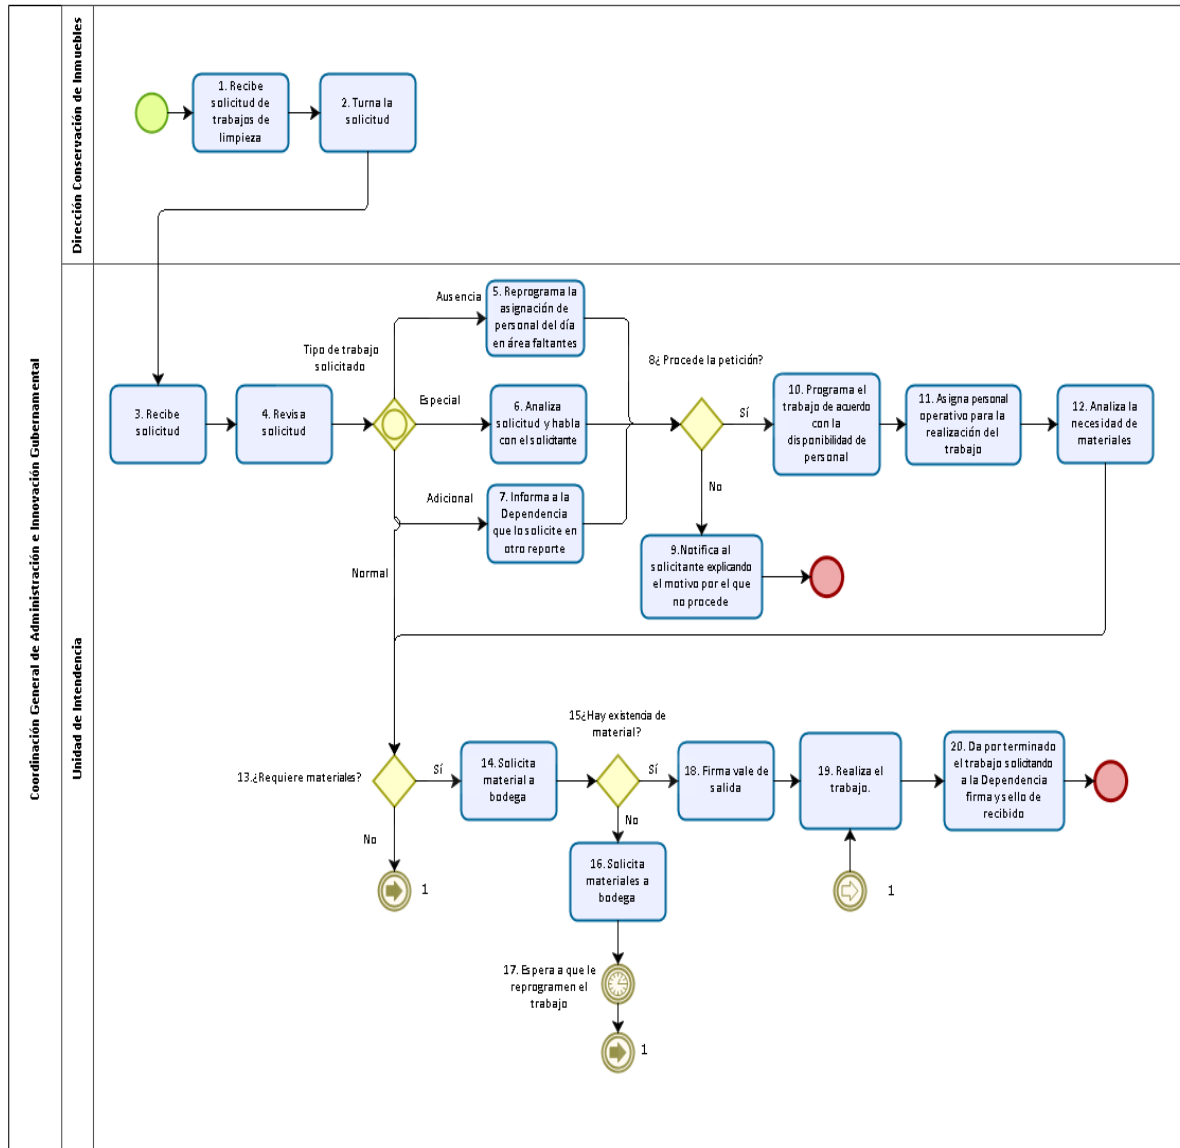 Coordinación General de Administración e Innovación Gubernamental
Dirección Conservación de Inmuebles
1. Recibe
solicitud de
trabajos de
limpieza
2. Turna la
solicitud
Unidad de Intendencia
3. Recibe
solicitud
4. Revisa
solicitud
Tipo de trabajo
solicitado
Ausencia
5. Reprograma la
asignación de
personal del día
en área faltantes
Especial
6. Analiza
solicitud y habla
con el solicitante
Adicional
7. Informa a la
Dependencia
que lo solicite en
otro reporte
Normal
8¿ Procede la petición?
Sí
No
9.Notifica al
solicitante explicando
el motivo por el que
no procede
10. Programa el
trabajo de acuerdo
con la
disponibilidad de
personal
11. Asigna personal
operativo para la
realización del
trabajo
12. Analiza la
necesidad de
materiales
13.¿Requiere materiales?
Sí
No
1
14. Solicita
material a
bodega
15¿Hay existencia de
material?
Sí
No
16. Solicita
materiales a
bodega
17. Espera a que le
reprogramen el
trabajo
1
18. Firma vale de
salida
19. Realiza el
trabajo.
1
20. Da por terminado
el trabajo solicitando
a la Dependencia
firma y sello de
recibido